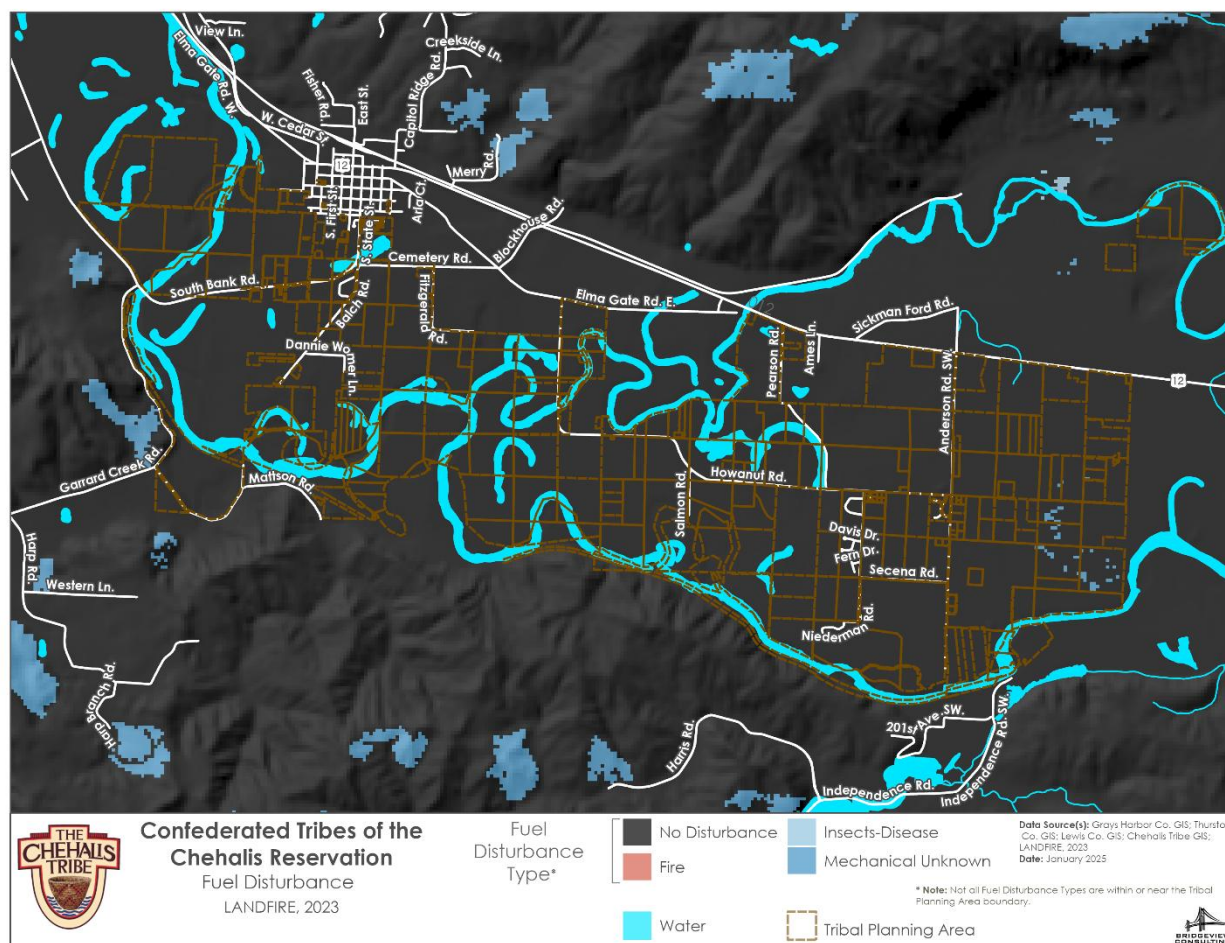 View Ln.
Creekside Ln.
Elma Gate Rd. W.
Fisher Rd.
East St.
Capitol Ridge Rd.
W. Cedar St.
12
Merry Rd.
S. First St.
S. State St.
Arla Ct.
Blockhouse Rd.
Cemetery Rd.
South Bank Rd.
Balch Rd.
Fitzgerald Rd.
Elma Gate Rd. E.
Sickman Ford Rd.
Dannie Womer Ln.
Pearson Rd.
Ames Ln.
Anderson Rd. SW.
12
Garrard Creek Rd.
Mattson Rd.
Howanut Rd.
Salmon Rd.
Davis Dr.
Fern Dr.
Secena Rd.
Harp Rd.
Western Ln.
Niederman Rd.
Harp Branch Rd.
Harris Rd.
201st Ave. SW.
Independence Rd.
Independence Rd. SW.
THE
CHEHALIS
TRIBE
Confederated Tribes of the
Chehalis Reservation
Fuel Disturbance
LANDFIRE, 2023
Fuel
Disturbance
Type*
No Disturbance
Fire
Water
Insects-Disease
Mechanical Unknown
Tribal Planning Area
Data Source(s): Grays Harbor Co. GIS; Thursto
Co. GIS; Lewis Co. GIS; Chehalis Tribe GIS;
LANDFIRE, 2023
Date: January 2025
* Note: Not all Fuel Disturbance Types are within or near the Tribal
Planning Area boundary.
BRIDGEVIEW
CONSULTING